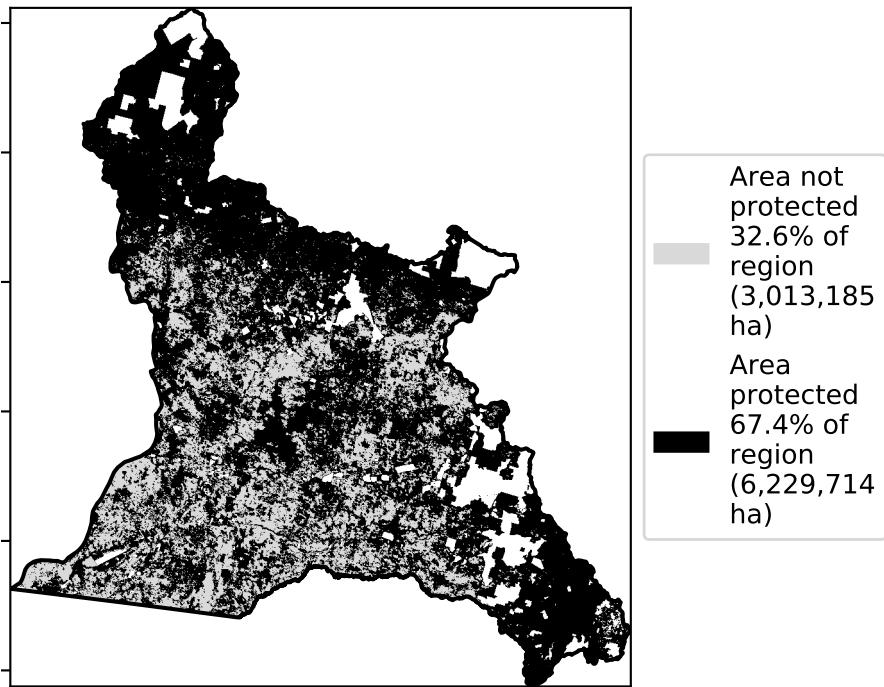 Area not
protected
32.6% of
region
(3,013,185
ha)
Area
protected
67.4% of
region
(6,229,714
ha)